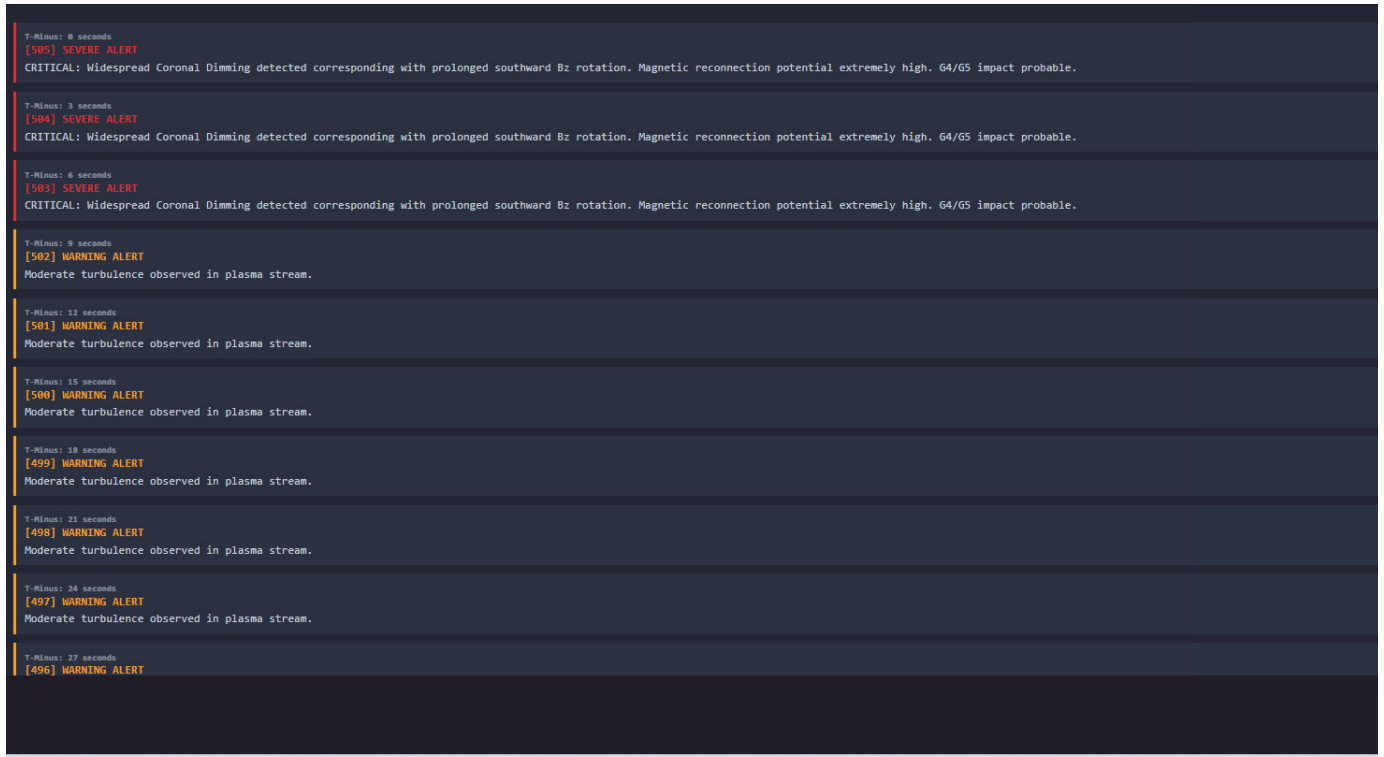 T-Minus: 0 seconds
[505] SEVERE ALERT
CRITICAL: Widespread Coronal Dimming detected corresponding with prolonged southward Bz rotation. Magnetic reconnection potential extremely high. G4/G5 impact probable.
T-Minus: 3 seconds
[504] SEVERE ALERT
CRITICAL: Widespread Coronal Dimming detected corresponding with prolonged southward Bz rotation. Magnetic reconnection potential extremely high. G4/G5 impact probable.
T-Minus: 6 seconds
[503] SEVERE ALERT
CRITICAL: Widespread Coronal Dimming detected corresponding with prolonged southward Bz rotation. Magnetic reconnection potential extremely high. G4/G5 impact probable.
T-Minus: 9 seconds
[502] WARNING ALERT
Moderate turbulence observed in plasma stream.
T-Minus: 12 seconds
[501] WARNING ALERT
Moderate turbulence observed in plasma stream.
T-Minus: 15 seconds
[500] WARNING ALERT
Moderate turbulence observed in plasma stream.
T-Minus: 18 seconds
[499] WARNING ALERT
Moderate turbulence observed in plasma stream.
T-Minus: 21 seconds
[498] WARNING ALERT
Moderate turbulence observed in plasma stream.
T-Minus: 24 seconds
[497] WARNING ALERT
Moderate turbulence observed in plasma stream.
T-Minus: 27 seconds
[496] WARNING ALERT